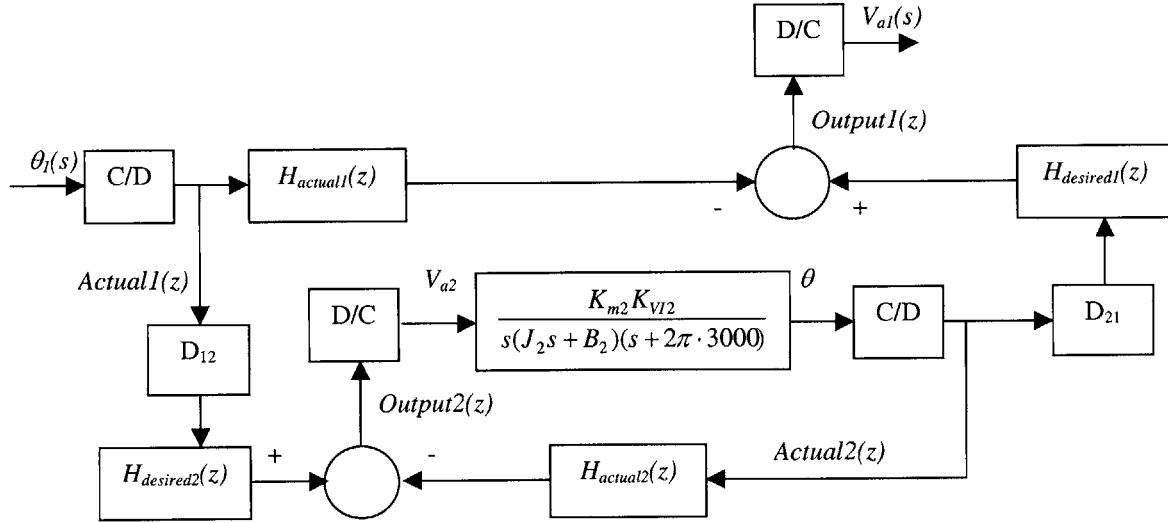 D/C
V_{a1}(s)
Output1(z)
θ_1(s)
C/D
H_{actual1}(z)
-
+
H_{desired1}(z)
Actual1(z)
V_{a2}
θ
D/C
K_{m2}K_{VI2}
s(J_2s + B_2)(s + 2π · 3000)
C/D
D_{21}
D_{12}
Output2(z)
H_{desired2}(z)
+
-
H_{actual2}(z)
Actual2(z)